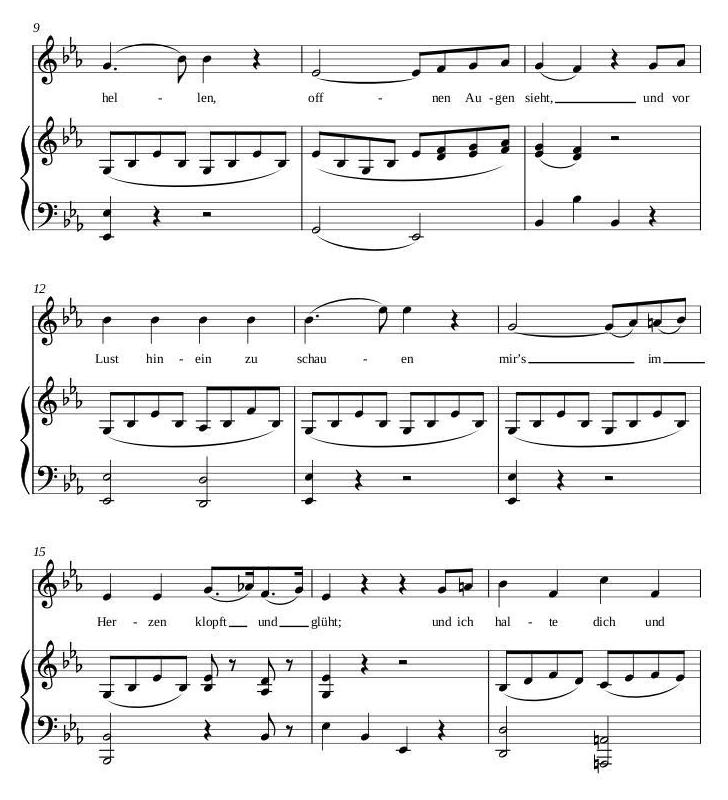 9
hel - len, off - nen Au - gen sieht, und vor
12
Lust hin - ein zu schau - en mir's im
15
Her - zen klopft und glüht; und ich hal - te dich und